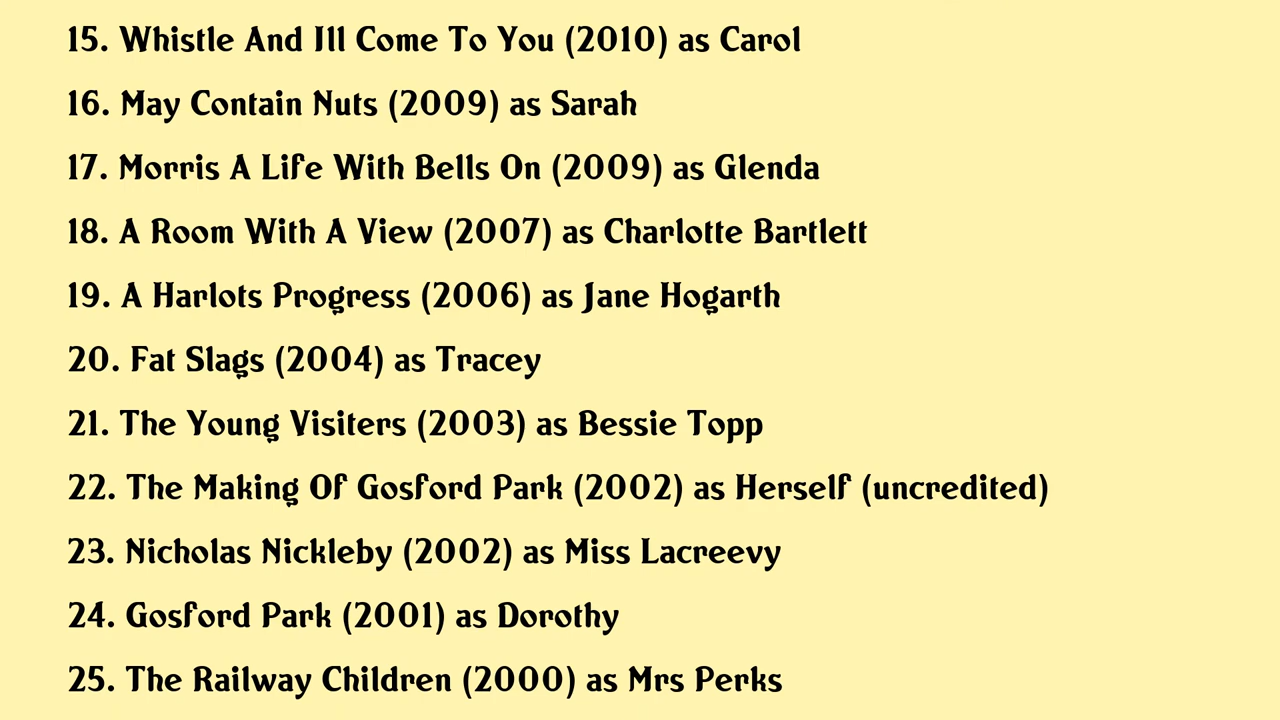 15. Whistle And Ill Come To You (2010) as Carol
16. May Contain Nuts (2009) as Sarah
17. Morris A Life With Bells On (2009) as Glenda
18. A Room With A View (2007) as Charlotte Bartlett
19. A Harlots Progress (2006) as Jane Hogarth
20. Fat Slags (2004) as Tracey
21. The Young Visiters (2003) as Bessie Topp
22. The Making Of Gosford Park (2002) as Herself (uncredited)
23. Nicholas Nickleby (2002) as Miss Lacreevy
24. Gosford Park (2001) as Dorothy
25. The Railway Children (2000) as Mrs Perks